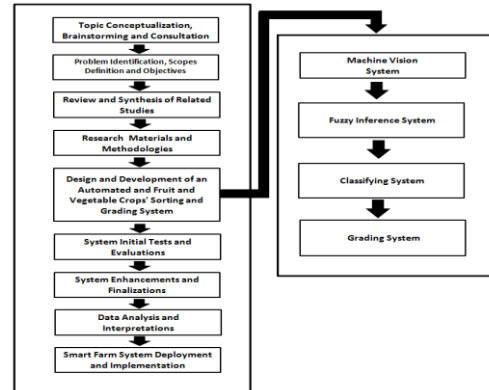 Topic Conceptualization,
Brainstorming and Consultation
Problem Identification, Scopes
Definition and Objectives
Review and Synthesis of Related
Studies
Research Materials and
Methodologies
Design and Development of an
Automated and Fruit and
Vegetable Crops' Sorting and
Grading System
System Initial Tests and
Evaluations
System Enhancements and
Finalizations
Data Analysis and
Interpretations
Smart Farm System Deployment
and Implementation
Machine Vision
System
Fuzzy Inference System
Classifying System
Grading System